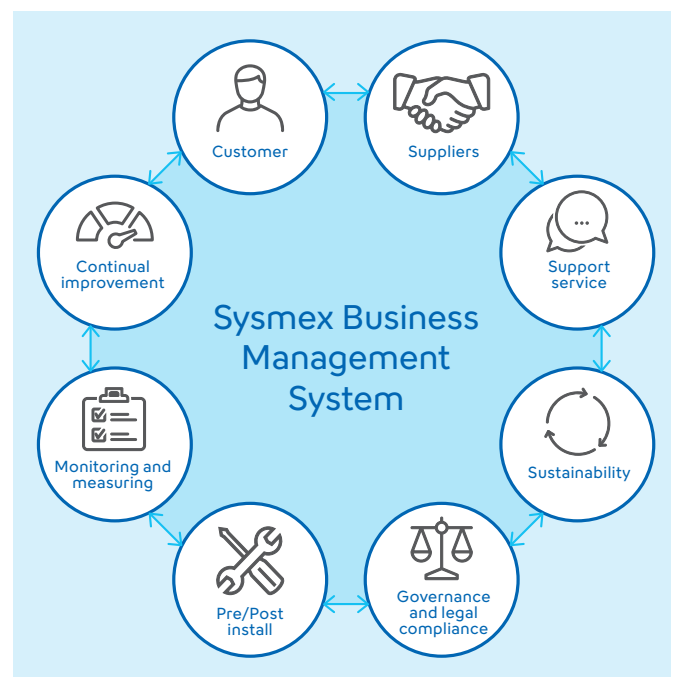 Customer
Suppliers
Continual
improvement
Support
service
Sysmex Business
Management
System
Monitoring and
measuring
Sustainability
Pre/Post
install
Governance
and legal
compliance